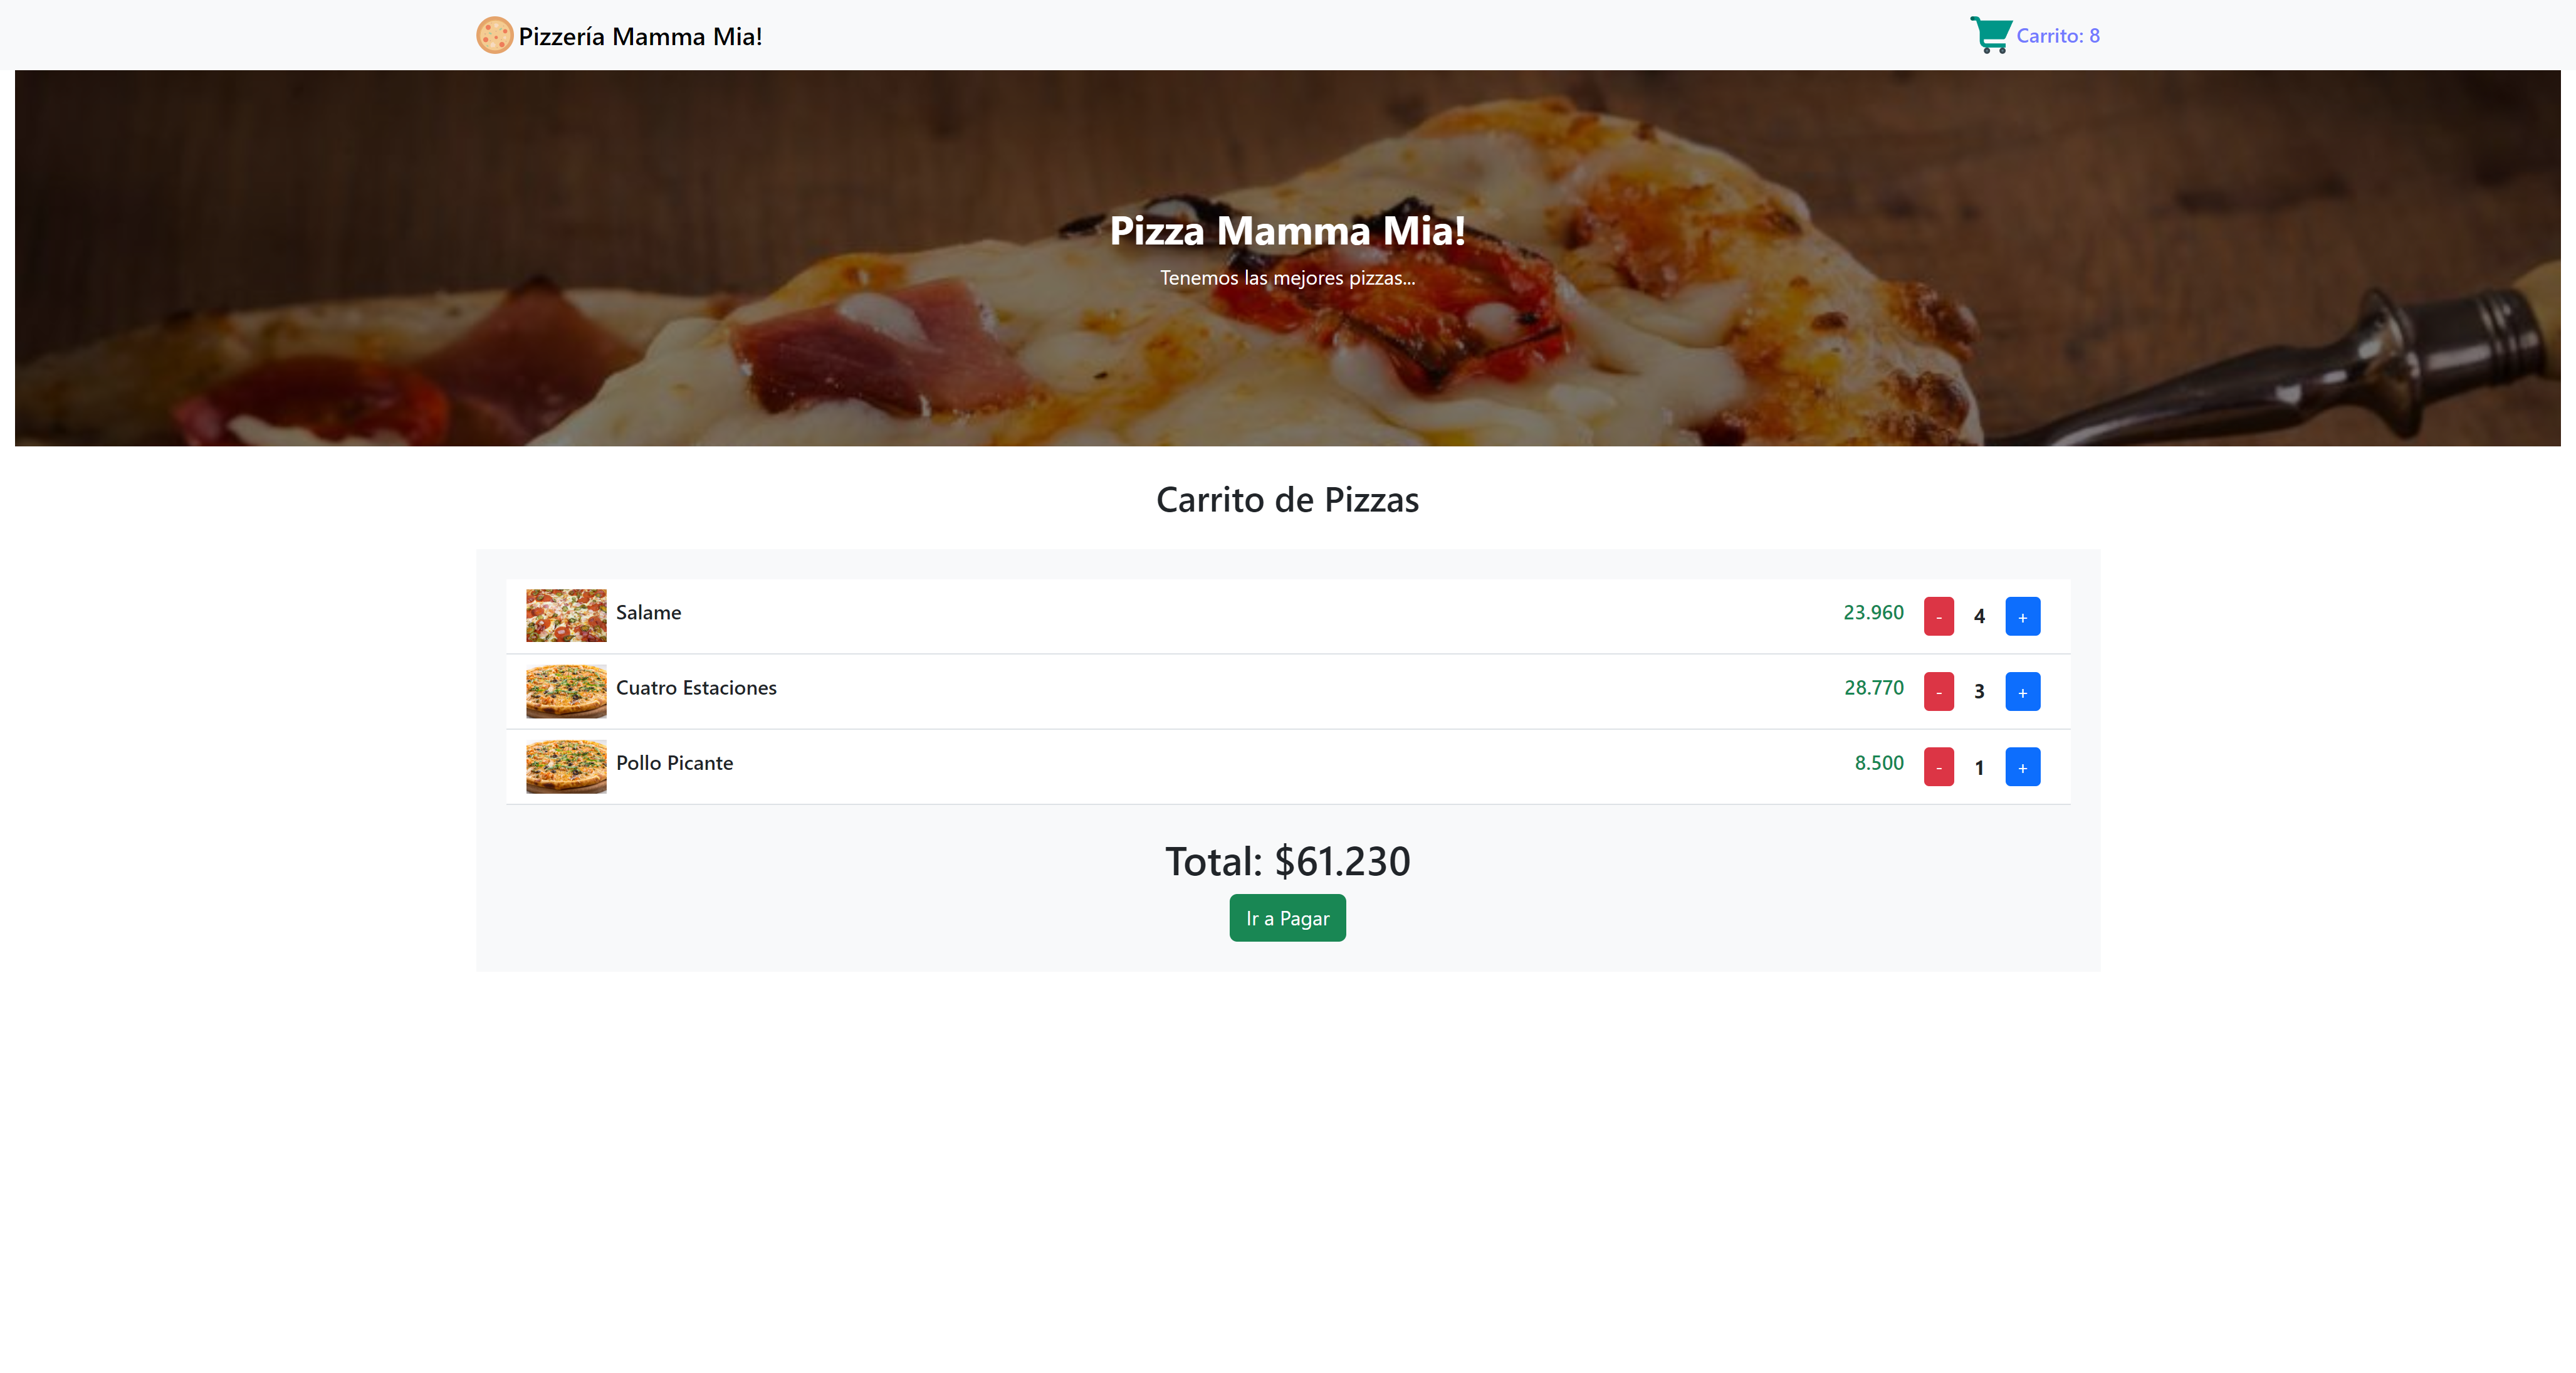 Pizzería Mamma Mia!
Carrito: 8
Pizza Mamma Mia!
Tenemos las mejores pizzas...
Carrito de Pizzas
Salame 23.960 - 4 +
Cuatro Estaciones 28.770 - 3 +
Pollo Picante 8.500 - 1 +
Total: $61.230
Ir a Pagar